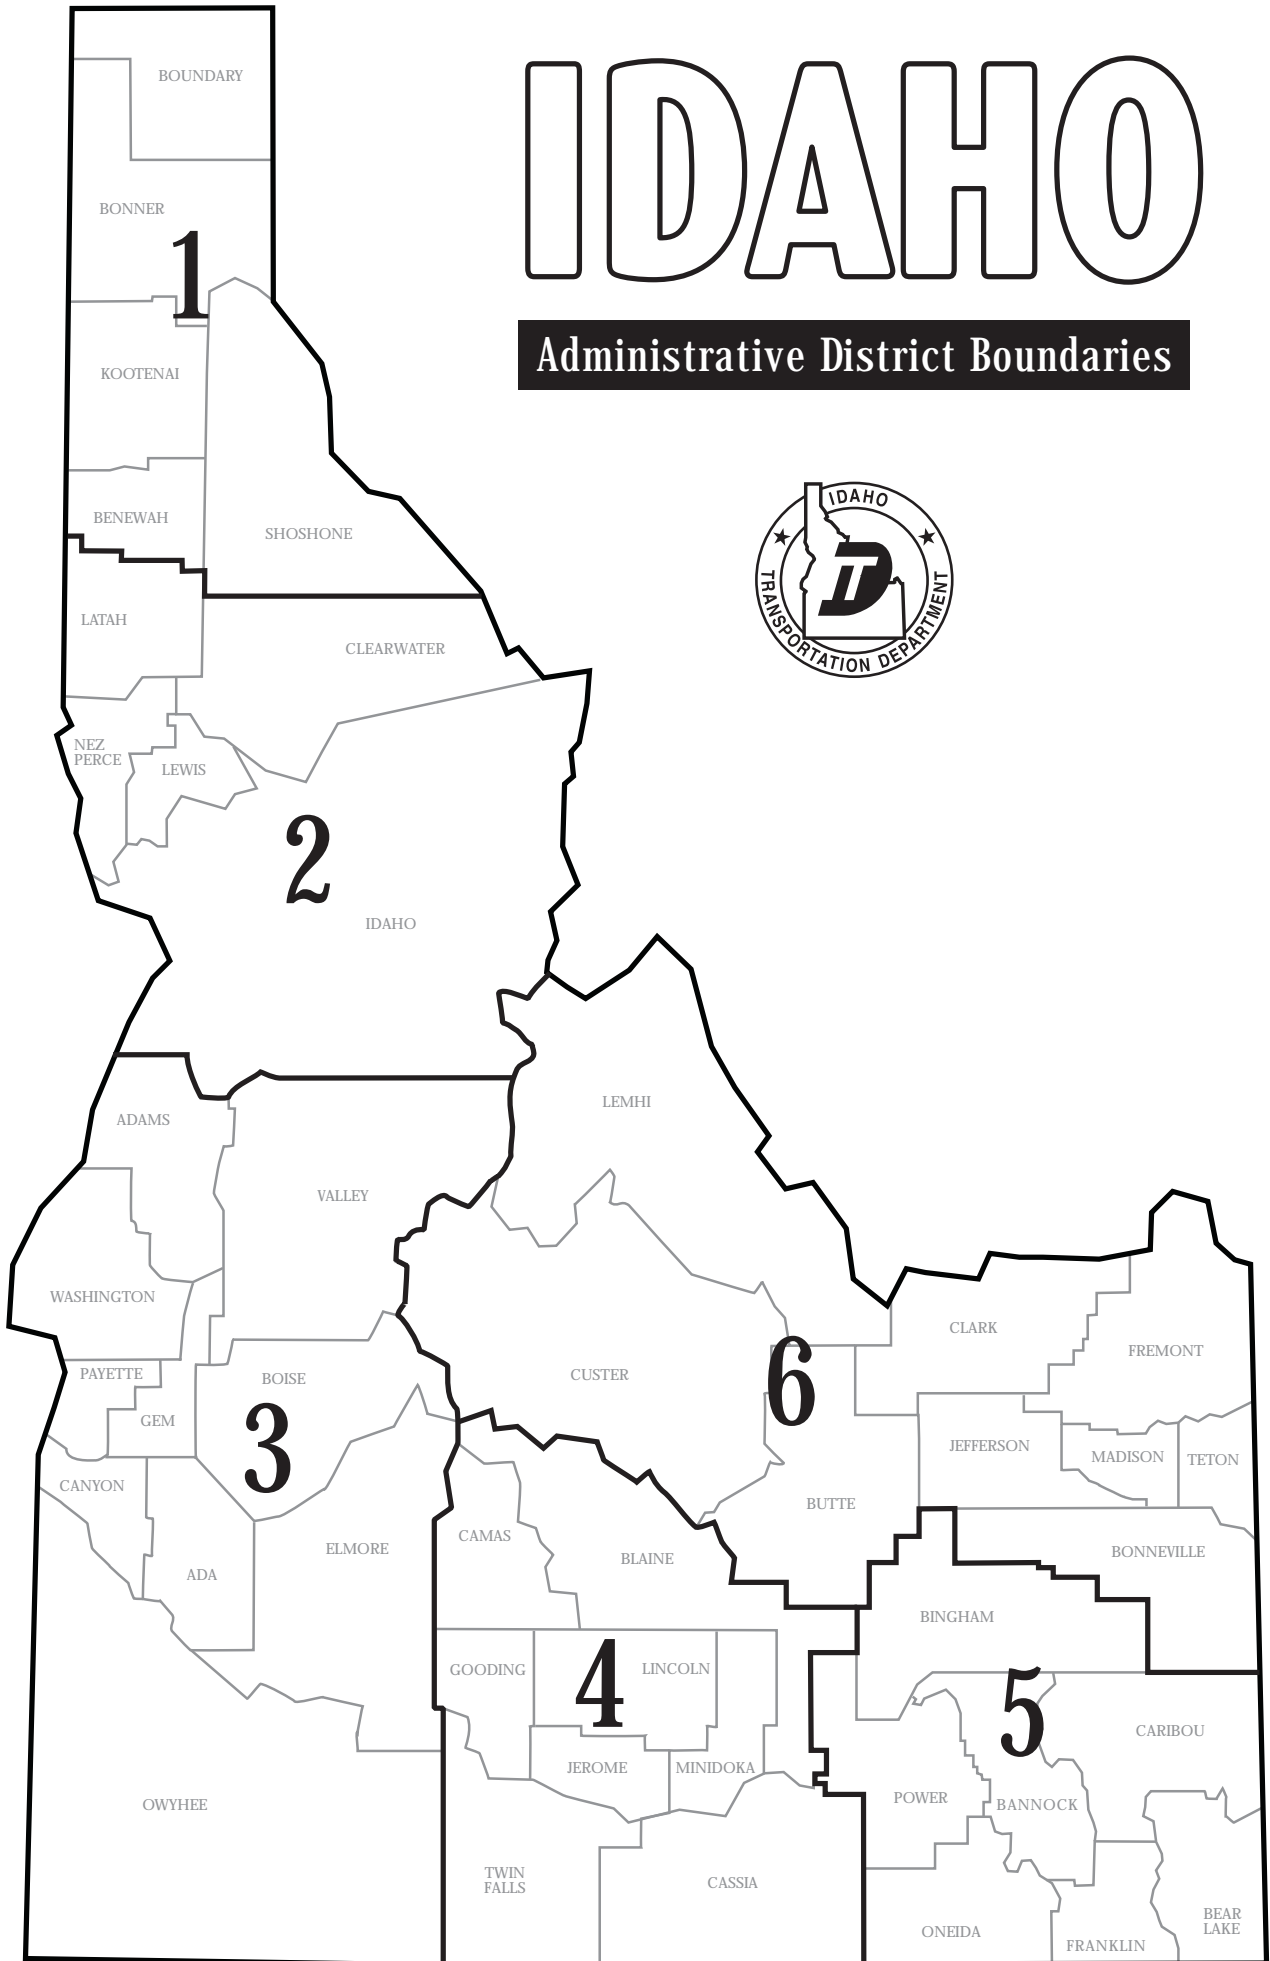 IDAHO
Administrative District Boundaries
IDAHO
TRANSPORTATION DEPARTMENT
IT
BOUNDARY
BONNER
1
KOOTENAI
BENEWAH
SHOSHONE
LATAH
CLEARWATER
NEZ
PERCE
LEWIS
2
IDAHO
LEMHI
ADAMS
VALLEY
WASHINGTON
CLARK
FREMONT
PAYETTE
BOISE
CUSTER
6
GEM
3
JEFFERSON
MADISON
TETON
CANYON
BUTTE
CAMAS
ELMORE
BLAINE
BONNEVILLE
ADA
BINGHAM
GOODING
4
LINCOLN
5
CARIBOU
JEROME
MINIDOKA
POWER
BANNOCK
OWYHEE
TWIN
FALLS
CASSIA
BEAR
LAKE
ONEIDA
FRANKLIN